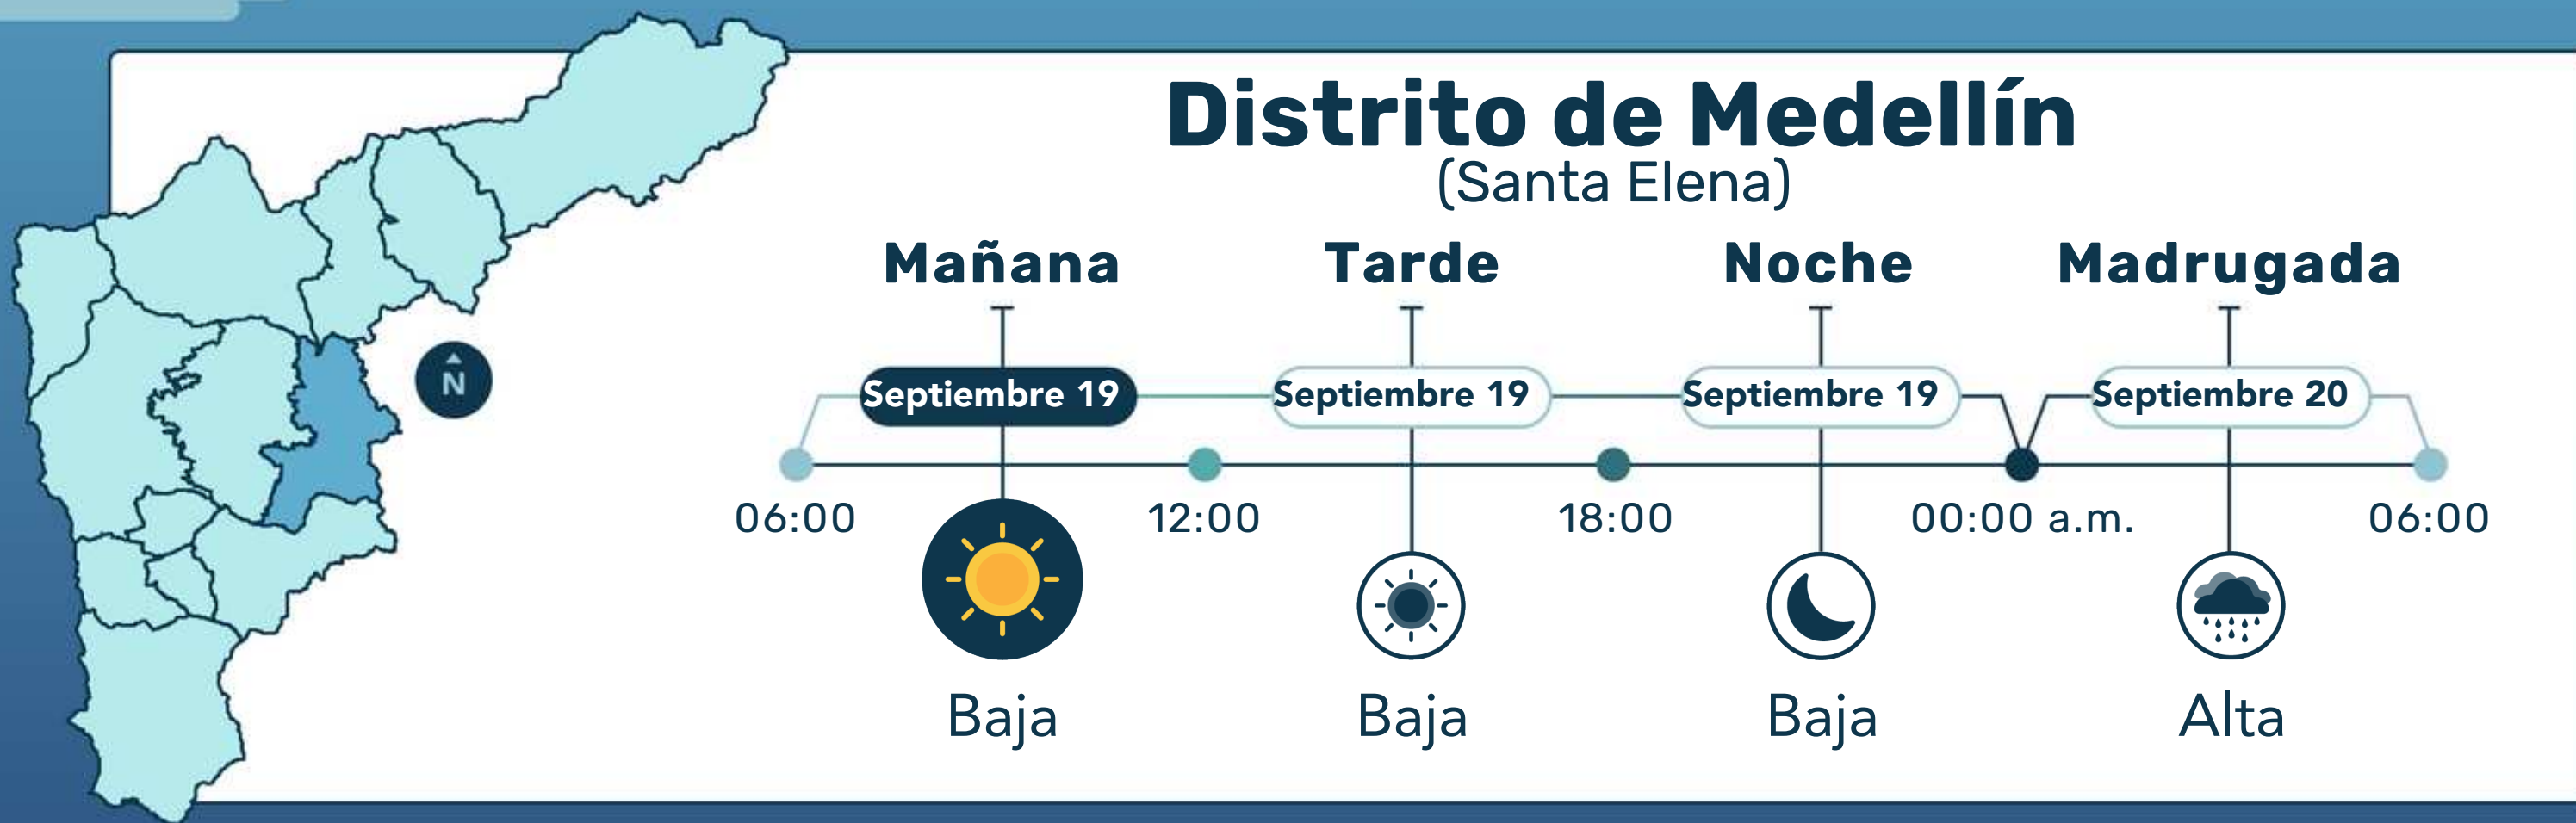 Distrito de Medellín
(Santa Elena)
Mañana Tarde Noche Madrugada
N
Septiembre 19 Septiembre 19 Septiembre 19 Septiembre 20
06:00 12:00 18:00 00:00 a.m. 06:00
Baja Baja Baja Alta